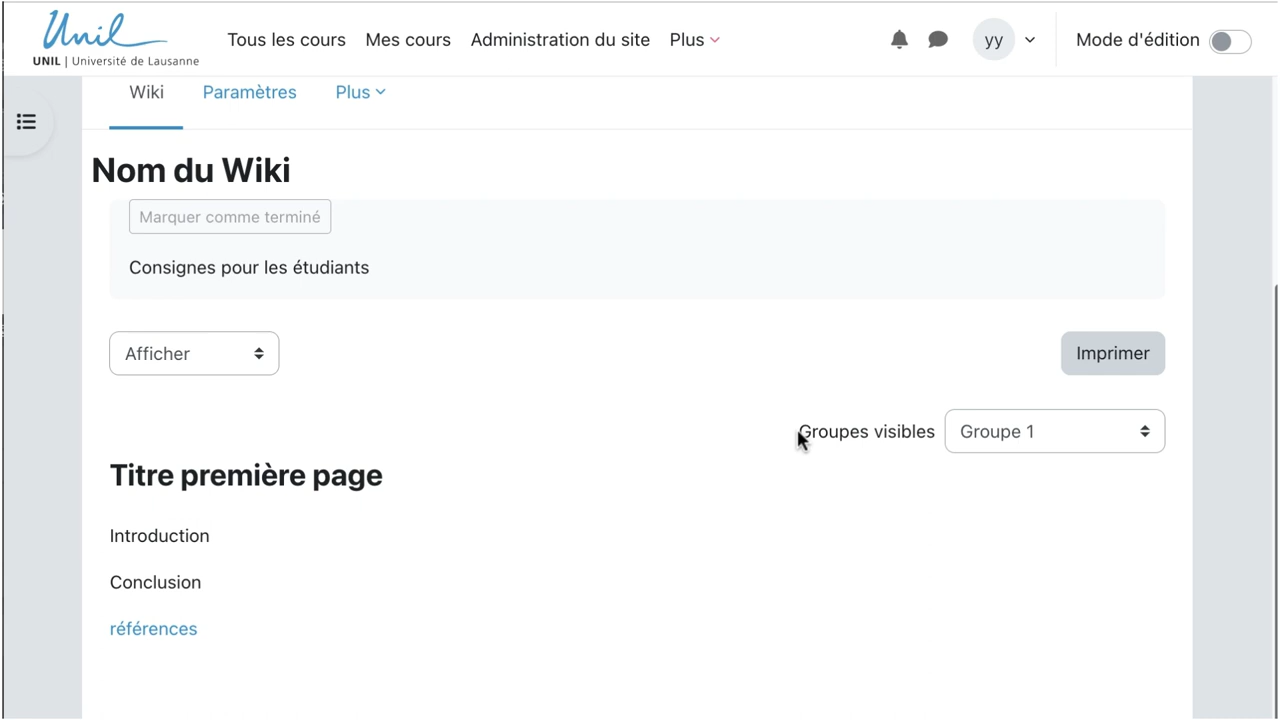 Unil
UNIL | Université de Lausanne
Tous les cours Mes cours Administration du site Plus
yy
Mode d'édition
Wiki Paramètres Plus
Nom du Wiki
Marquer comme terminé
Consignes pour les étudiants
Afficher
Imprimer
Groupes visibles Groupe 1
Titre première page
Introduction
Conclusion
références